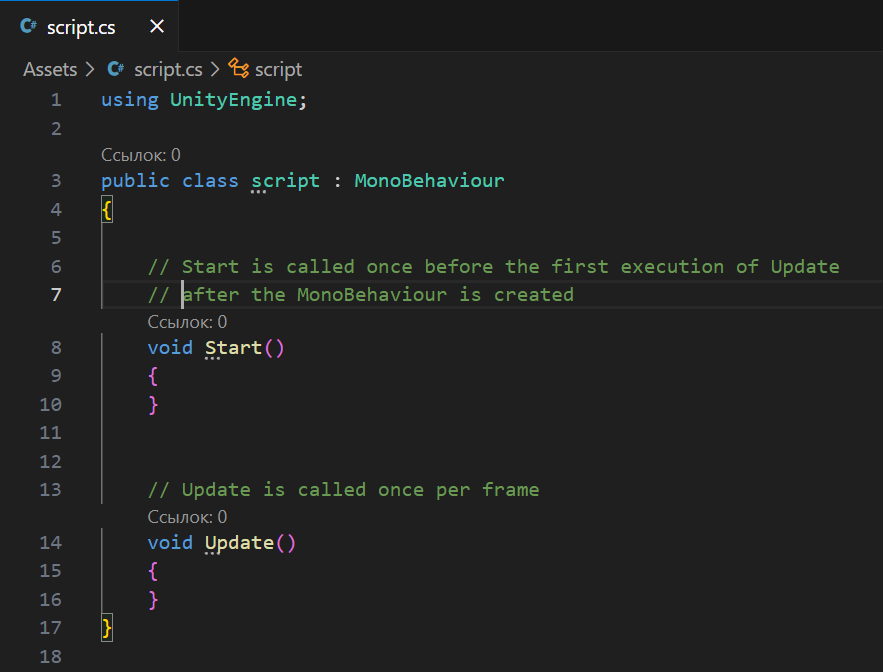 C# script.cs ×
Assets > C# script.cs > script
1 using UnityEngine;
2
Ссылок: 0
3 public class script : MonoBehaviour
4 {
5
6 // Start is called once before the first execution of Update
7 // after the MonoBehaviour is created
Ссылок: 0
8 void Start()
9 {
10 }
11
12
13 // Update is called once per frame
Ссылок: 0
14 void Update()
15 {
16 }
17 }
18